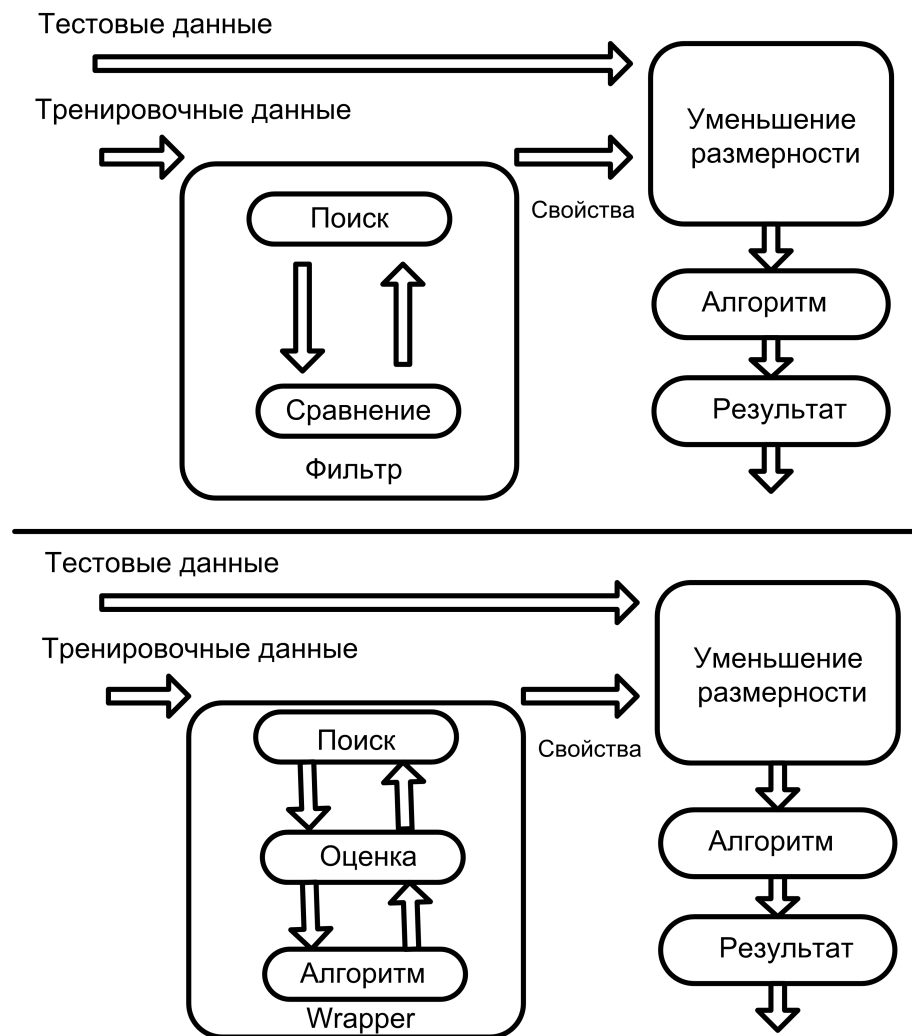 Тестовые данные
Тренировочные данные
Уменьшение
размерности
Поиск
Свойства
Алгоритм
Сравнение
Результат
Фильтр
Тестовые данные
Тренировочные данные
Уменьшение
размерности
Поиск
Свойства
Оценка
Алгоритм
Алгоритм
Результат
Wrapper